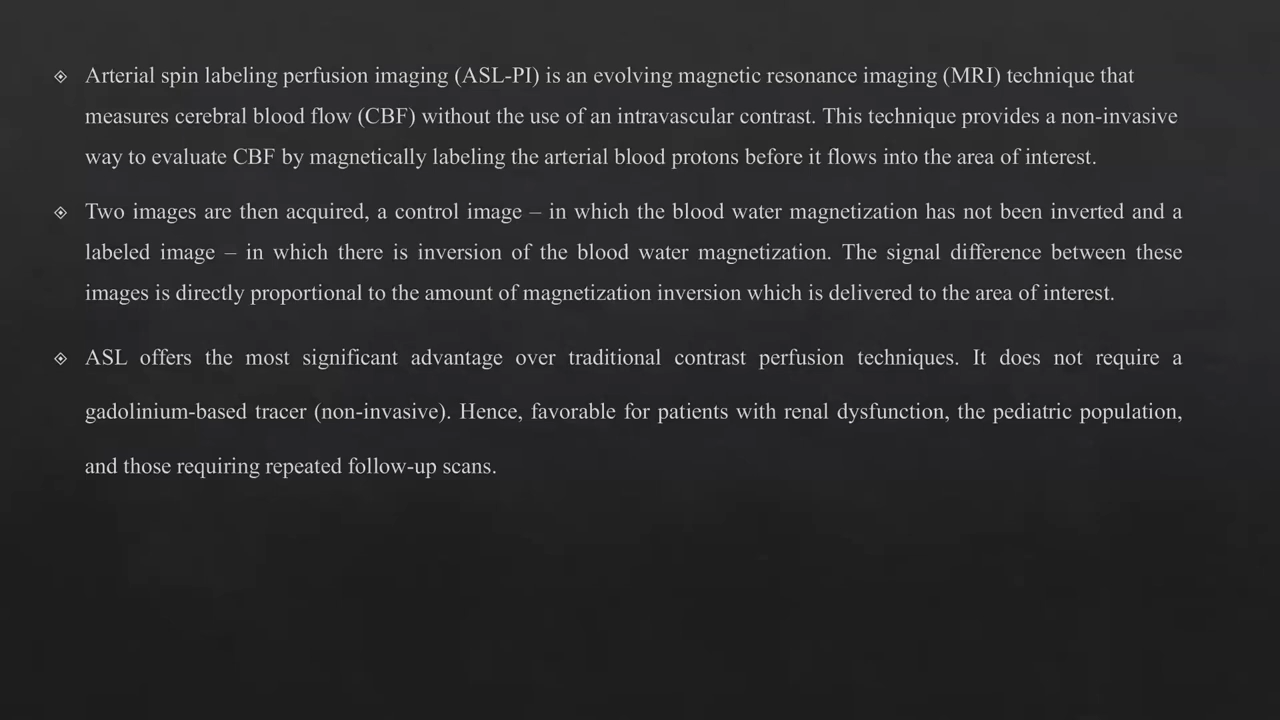 Arterial spin labeling perfusion imaging (ASL-PI) is an evolving magnetic resonance imaging (MRI) technique that
measures cerebral blood flow (CBF) without the use of an intravascular contrast. This technique provides a non-invasive
way to evaluate CBF by magnetically labeling the arterial blood protons before it flows into the area of interest.
Two images are then acquired, a control image – in which the blood water magnetization has not been inverted and a
labeled image – in which there is inversion of the blood water magnetization. The signal difference between these
images is directly proportional to the amount of magnetization inversion which is delivered to the area of interest.
ASL offers the most significant advantage over traditional contrast perfusion techniques. It does not require a
gadolinium-based tracer (non-invasive). Hence, favorable for patients with renal dysfunction, the pediatric population,
and those requiring repeated follow-up scans.